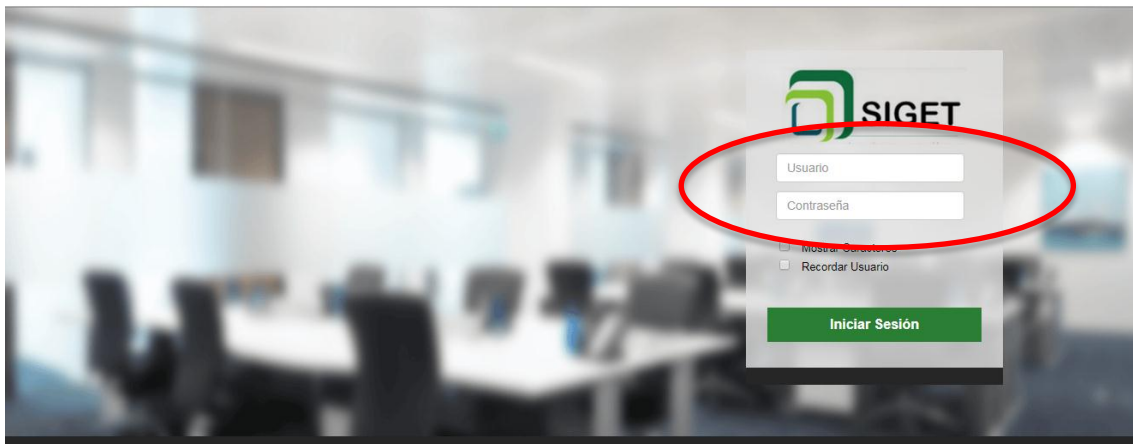 SIGET
Usuario
Contraseña
Mostrar Caracteres
Recordar Usuario
Iniciar Sesión